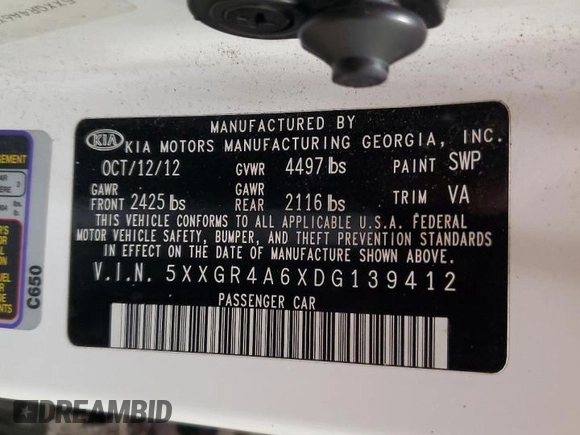 5XXGR4A6
MANUFACTURED BY
KIA KIA MOTORS MANUFACTURING GEORGIA, INC.
OCT/12/12 GVWR 4497 lbs PAINT SWP
GAWR GAWR
FRONT 2425 lbs REAR 2116 lbs TRIM VA
THIS VEHICLE CONFORMS TO ALL APPLICABLE U.S.A. FEDERAL
MOTOR VEHICLE SAFETY, BUMPER, AND THEFT PREVENTION STANDARDS
IN EFFECT ON THE DATE OF MANUFACTURE SHOWN ABOVE.
V.I.N. 5XXGR4A6XDG139412
PASSENGER CAR
C650
DREAMBID